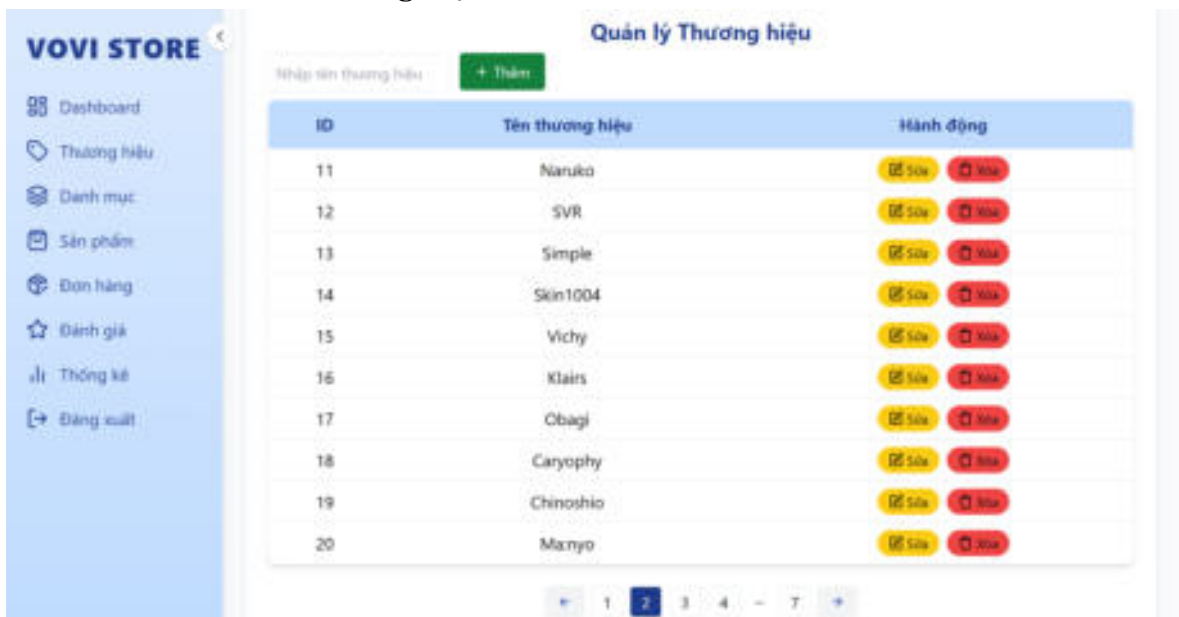 VOVI STORE
Dashboard
Thương hiệu
Danh mục
Sản phẩm
Đơn hàng
Đánh giá
Thống kê
Đăng xuất
Quản lý Thương hiệu
Nhập tên thương hiệu + Thêm
ID Tên thương hiệu Hành động
11 Naruko Sửa Xóa
12 SVR Sửa Xóa
13 Simple Sửa Xóa
14 Skin1004 Sửa Xóa
15 Vichy Sửa Xóa
16 Klairs Sửa Xóa
17 Obagi Sửa Xóa
18 Caryophy Sửa Xóa
19 Chinoshio Sửa Xóa
20 Ma:nyo Sửa Xóa
← 1 2 3 4 – 7 →